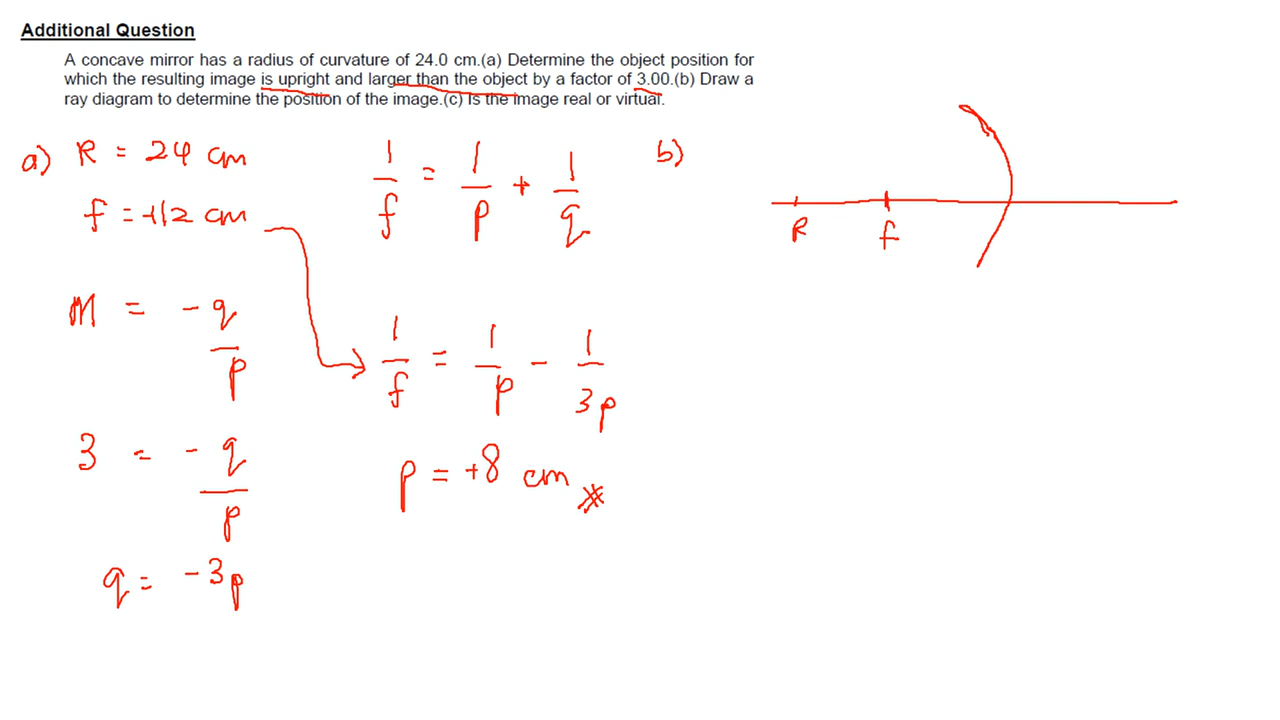 Additional Question
A concave mirror has a radius of curvature of 24.0 cm.(a) Determine the object position for
which the resulting image is upright and larger than the object by a factor of 3.00.(b) Draw a
ray diagram to determine the position of the image.(c) Is the image real or virtual.
a) R = 24 cm
f = +12 cm
M = - q/p
3 = - q/p
q = -3p
1/f = 1/p + 1/q
1/f = 1/p - 1/3p
p = +8 cm
b)
R f